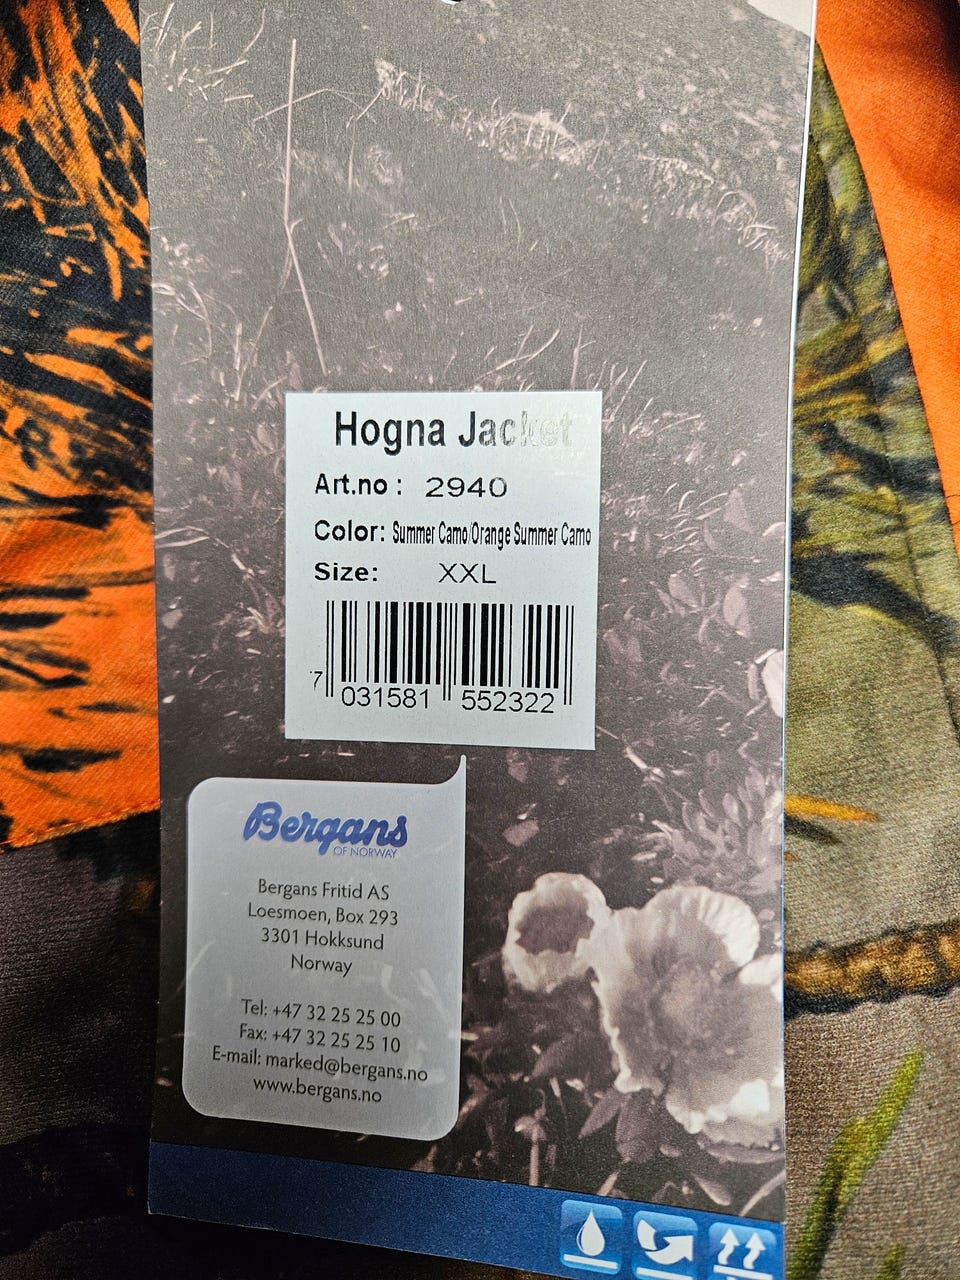 Hogna Jacket
Art.no : 2940
Color: Summer Camo/Orange Summer Camo
Size: XXL
7 031581 552322
Bergans
OF NORWAY
Bergans Fritid AS
Loesmoen, Box 293
3301 Hokksund
Norway
Tel: +47 32 25 25 00
Fax: +47 32 25 25 10
E-mail: marked@bergans.no
www.bergans.no